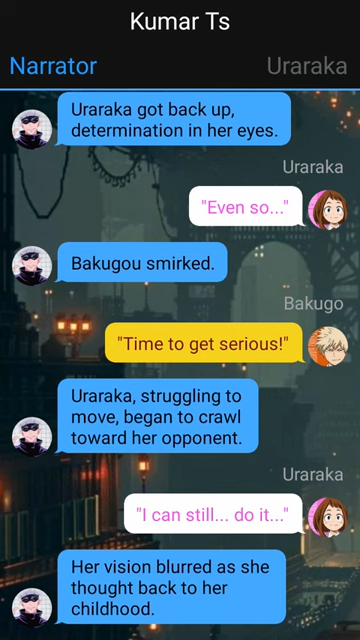 Kumar Ts
Narrator
Uraraka
Uraraka got back up,
determination in her eyes.
Uraraka
"Even so..."
Bakugou smirked.
Bakugo
"Time to get serious!"
Uraraka, struggling to
move, began to crawl
toward her opponent.
Uraraka
"I can still... do it..."
Her vision blurred as she
thought back to her
childhood.